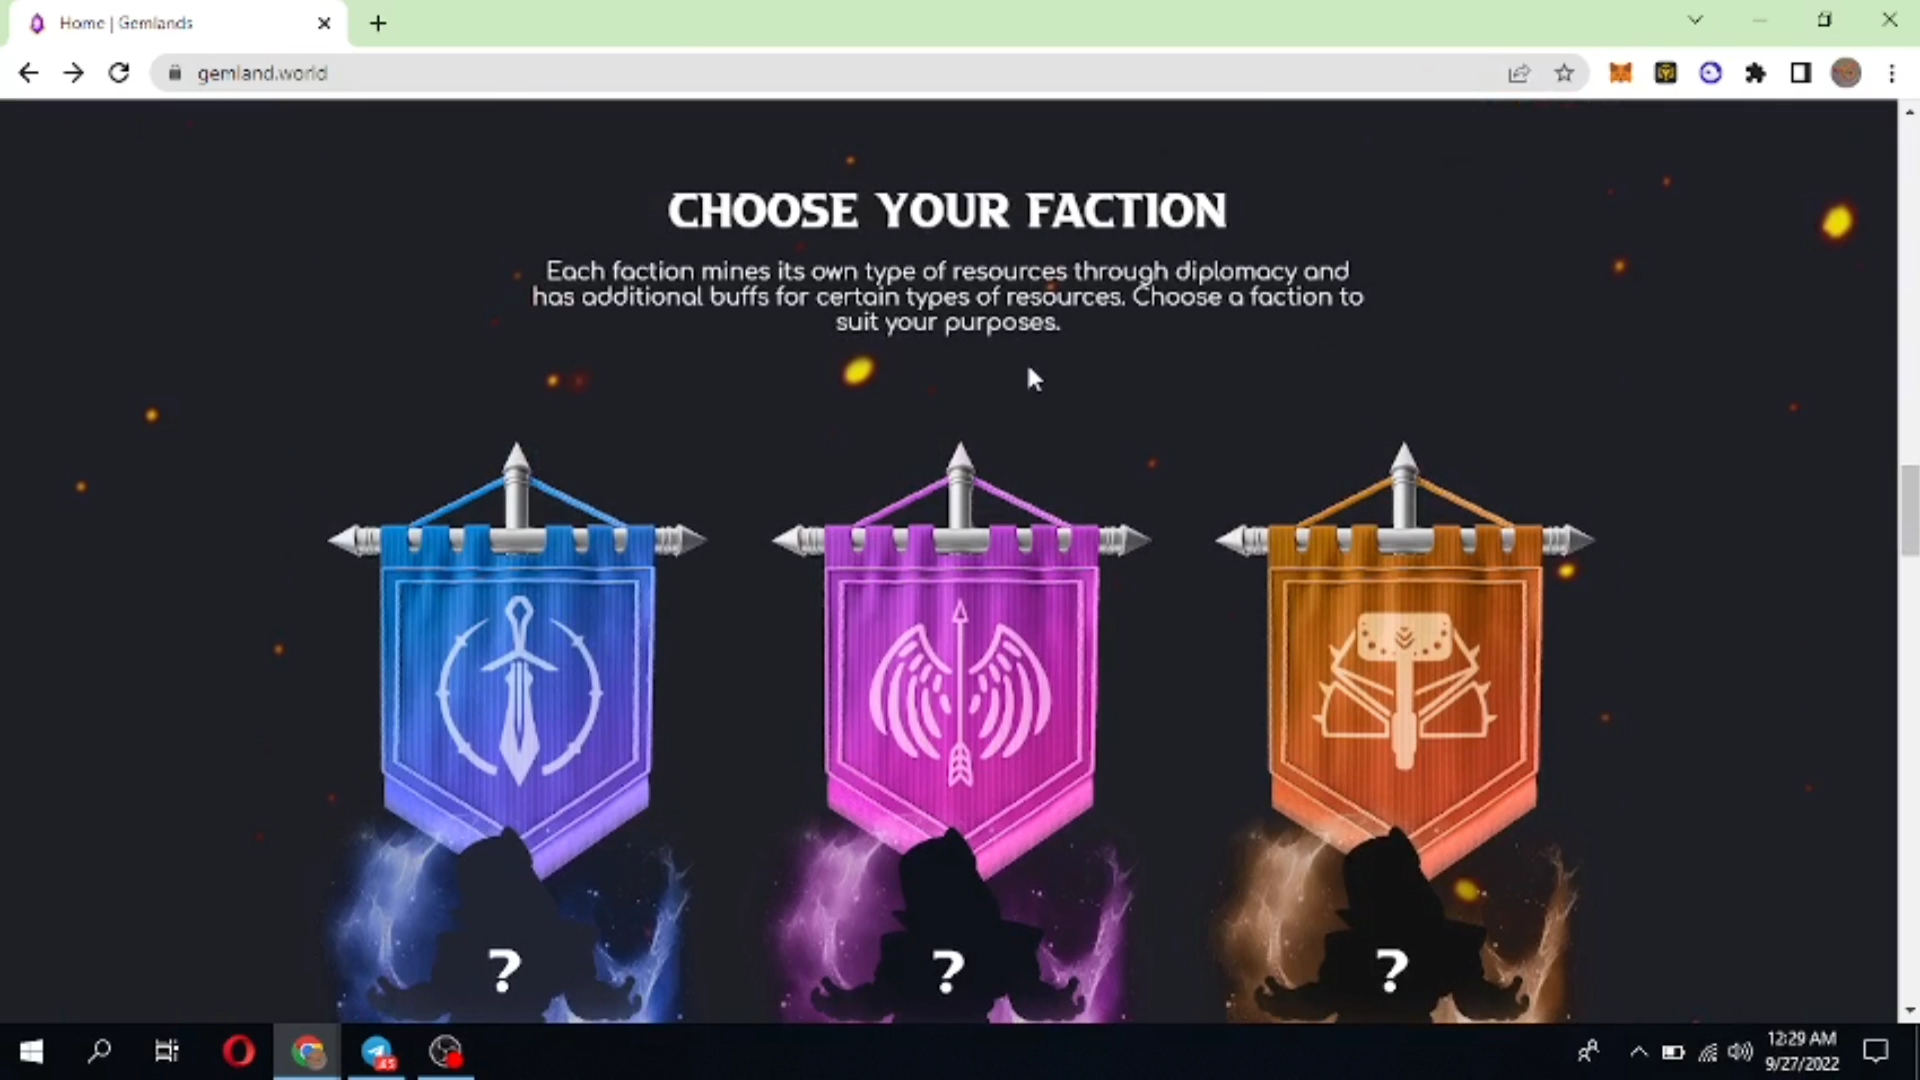 Home | Gemlands
gemland.world
CHOOSE YOUR FACTION
Each faction mines its own type of resources through diplomacy and
has additional buffs for certain types of resources. Choose a faction to
suit your purposes.
? ? ?
12:29 AM
9/27/2022